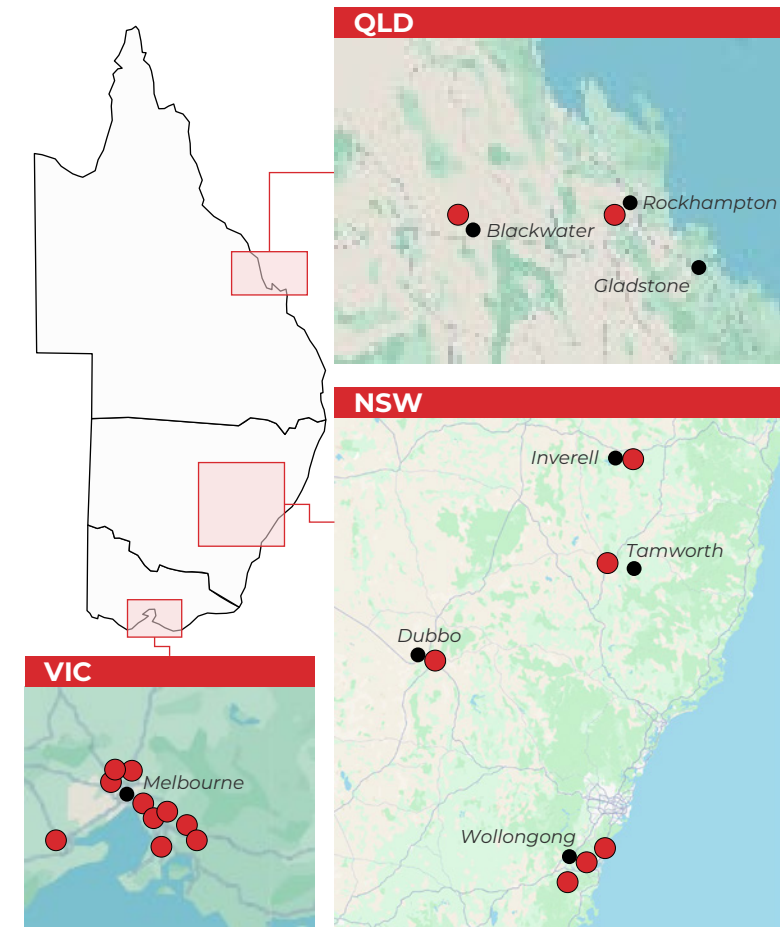 QLD
Rockhampton
Blackwater
Gladstone
NSW
Inverell
Tamworth
Dubbo
Wollongong
VIC
Melbourne